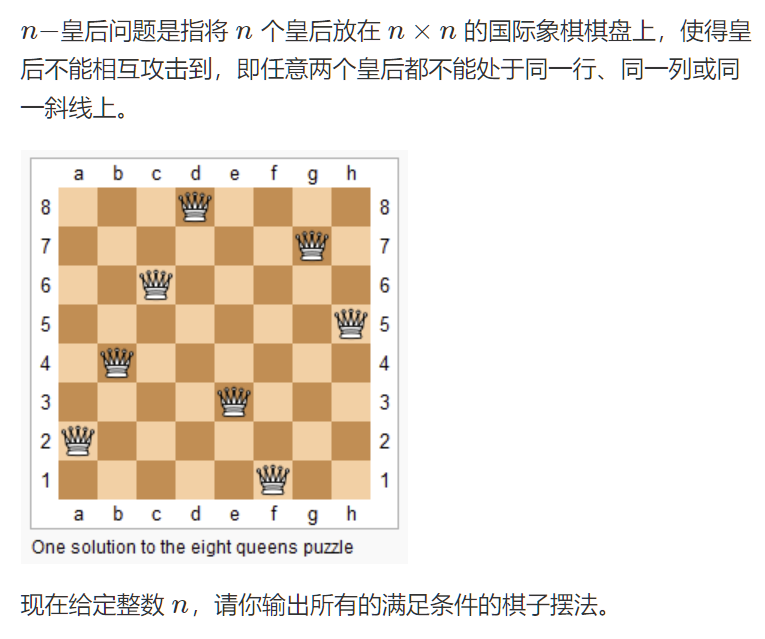 n−皇后问题是指将 n 个皇后放在 n × n 的国际象棋棋盘上，使得皇
后不能相互攻击到，即任意两个皇后都不能处于同一行、同一列或同
一斜线上。
a b c d e f g h
8 8
7 7
6 6
5 5
4 4
3 3
2 2
1 1
a b c d e f g h
One solution to the eight queens puzzle
现在给定整数 n，请你输出所有的满足条件的棋子摆法。